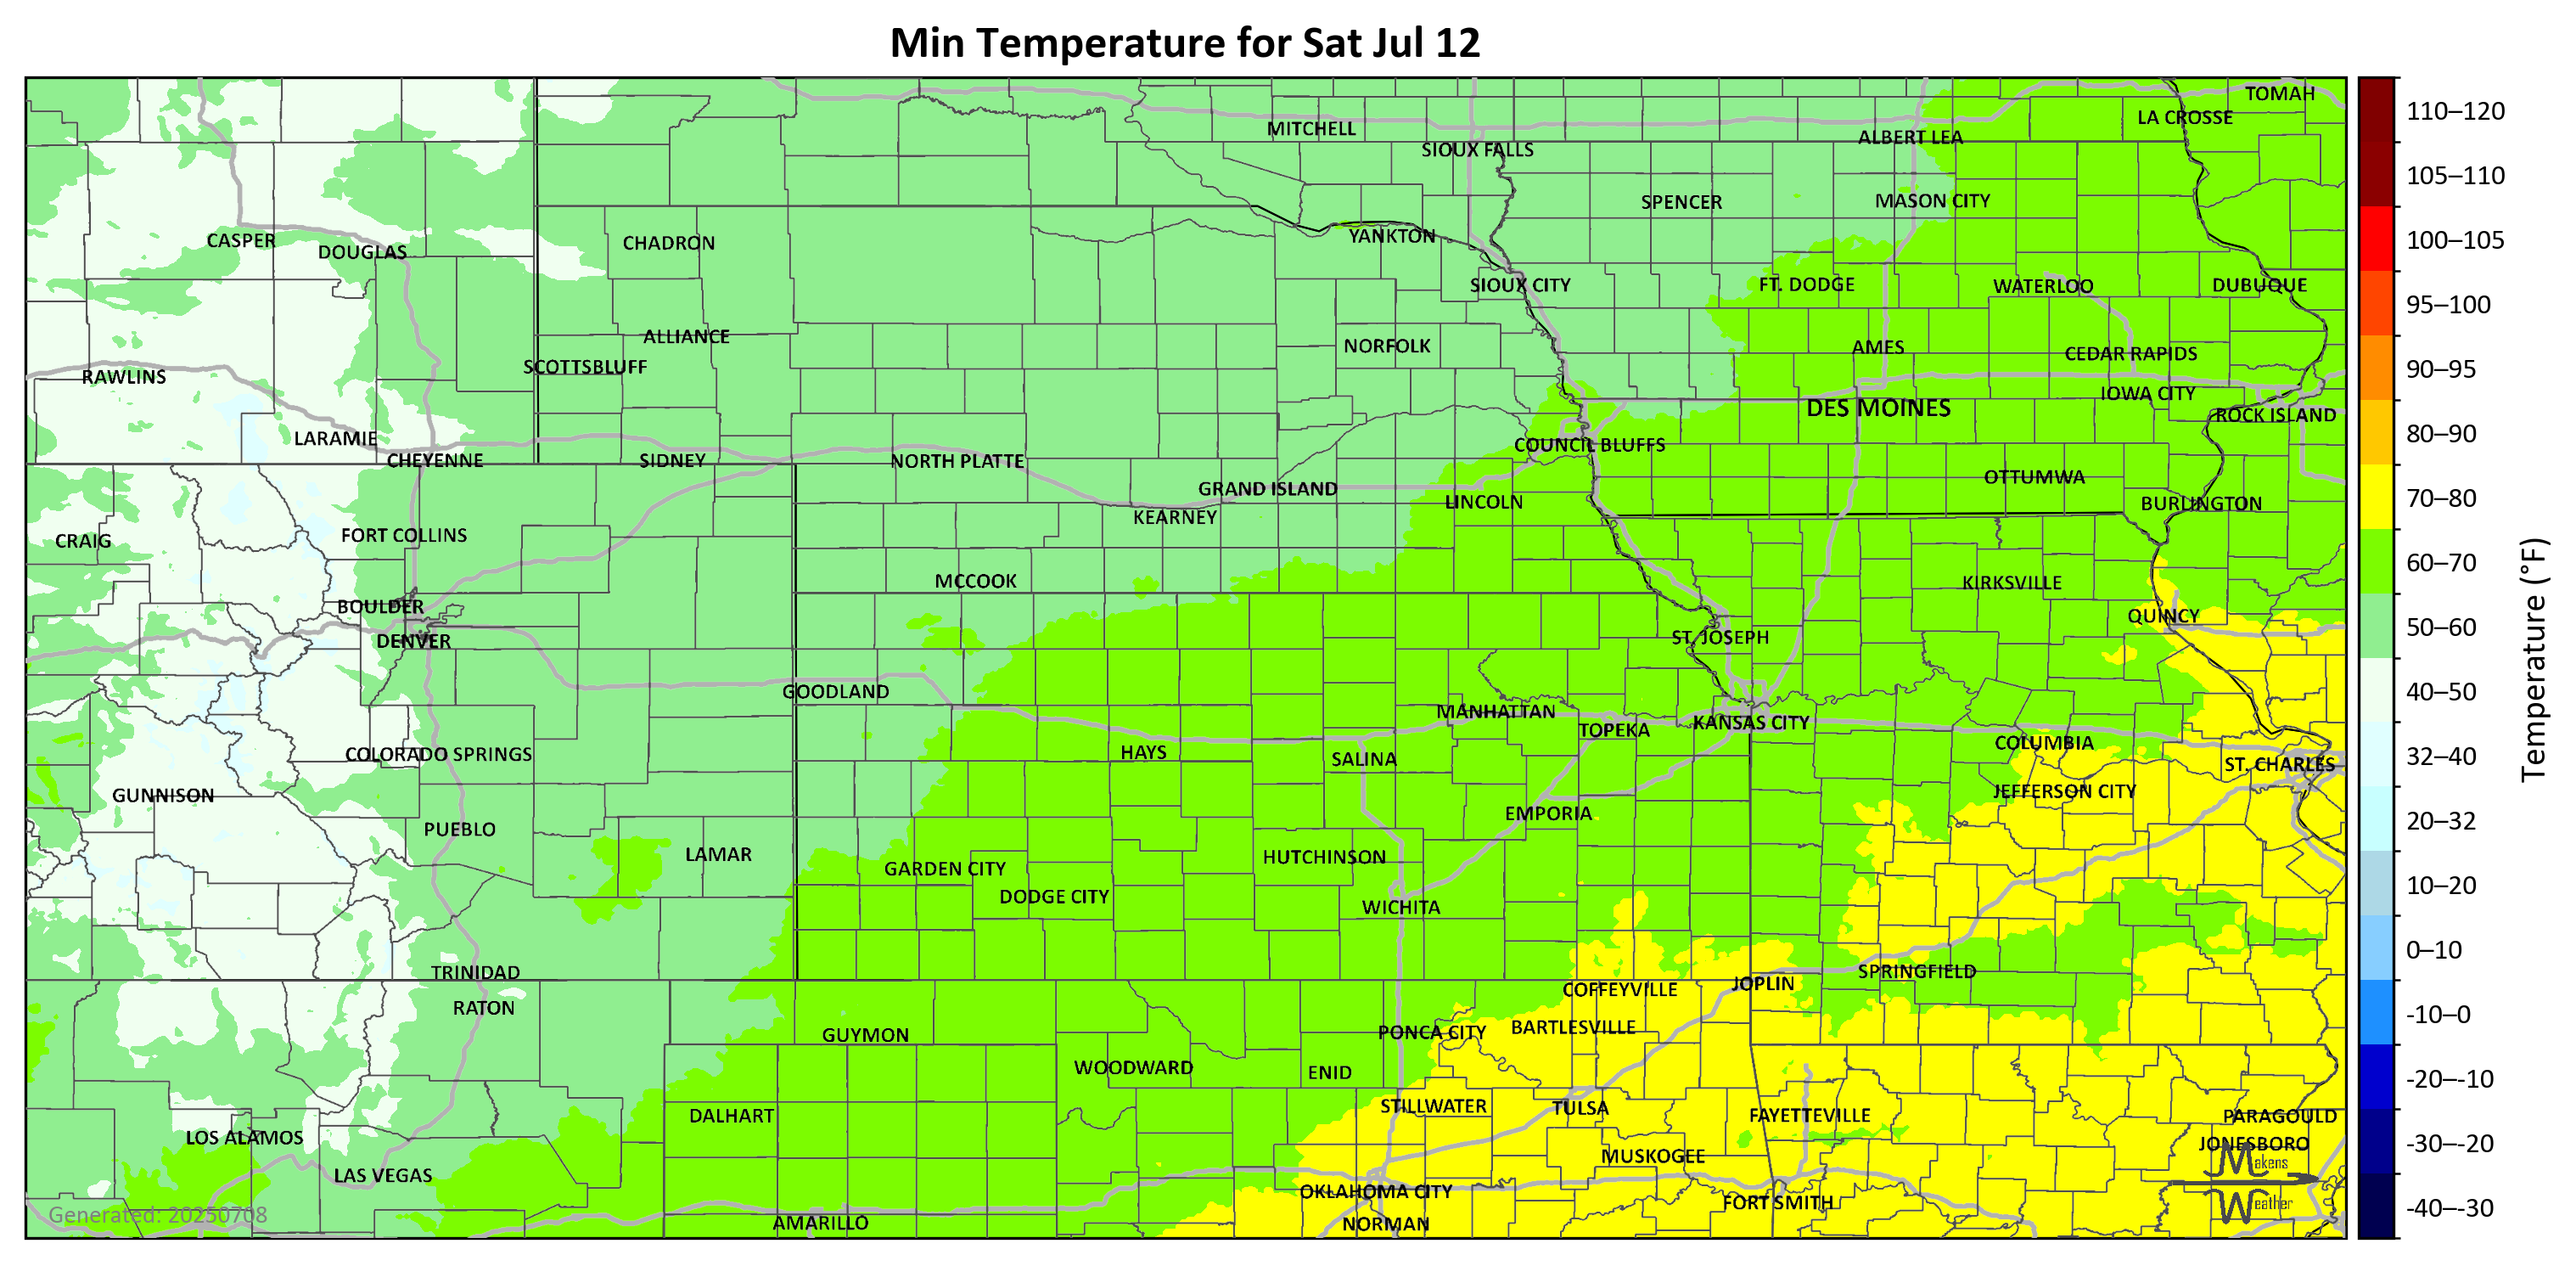 Min Temperature for Sat Jul 12
TOMAH
LA CROSSE
MITCHELL
ALBERT LEA
SIOUX FALLS
SPENCER
MASON CITY
CASPER
DOUGLAS
CHADRON
YANKTON
SIOUX CITY
FT. DODGE
WATERLOO
DUBUQUE
ALLIANCE
NORFOLK
AMES
CEDAR RAPIDS
SCOTTSBLUFF
RAWLINS
IOWA CITY
DES MOINES
ROCK ISLAND
LARAMIE
COUNCIL BLUFFS
CHEYENNE
SIDNEY
NORTH PLATTE
OTTUMWA
GRAND ISLAND
LINCOLN
BURLINGTON
KEARNEY
FORT COLLINS
CRAIG
MCCOOK
KIRKSVILLE
BOULDER
QUINCY
DENVER
ST. JOSEPH
GOODLAND
MANHATTAN
TOPEKA
KANSAS CITY
COLUMBIA
COLORADO SPRINGS
HAYS
SALINA
ST. CHARLES
GUNNISON
JEFFERSON CITY
EMPORIA
PUEBLO
LAMAR
HUTCHINSON
GARDEN CITY
DODGE CITY
WICHITA
TRINIDAD
SPRINGFIELD
JOPLIN
COFFEYVILLE
RATON
GUYMON
PONCA CITY
BARTLESVILLE
WOODWARD
ENID
STILLWATER
TULSA
DALHART
FAYETTEVILLE
PARAGOULD
LOS ALAMOS
JONESBORO
MUSKOGEE
LAS VEGAS
OKLAHOMA CITY
FORT SMITH
AMARILLO
NORMAN
Generated: 20250708
Makens
Weather
110–120
105–110
100–105
95–100
90–95
80–90
70–80
60–70
50–60
40–50
32–40
20–32
10–20
0–10
-10–0
-20–-10
-30–-20
-40–-30
Temperature (°F)